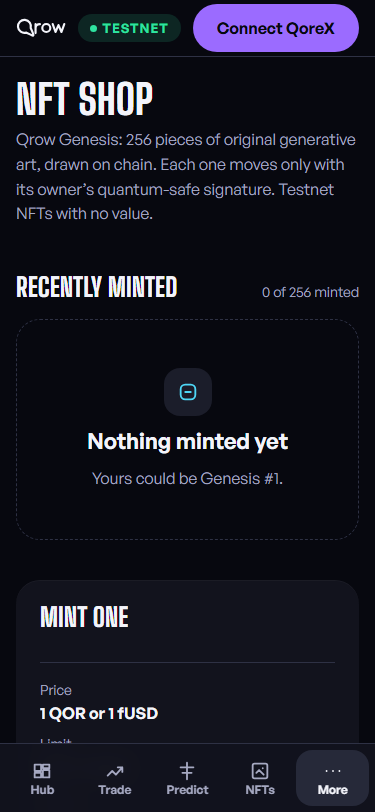 Qrow
TESTNET
Connect QoreX
NFT SHOP
Qrow Genesis: 256 pieces of original generative
art, drawn on chain. Each one moves only with
its owner’s quantum-safe signature. Testnet
NFTs with no value.
RECENTLY MINTED
0 of 256 minted
Nothing minted yet
Yours could be Genesis #1.
MINT ONE
Price
1 QOR or 1 fUSD
Limit
Hub
Trade
Predict
NFTs
More